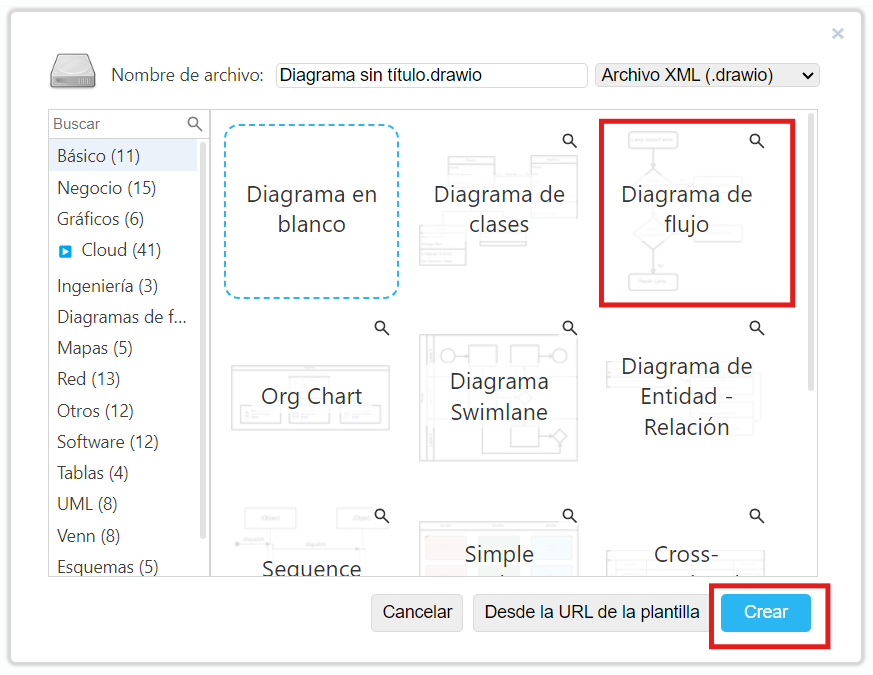 Nombre de archivo: Diagrama sin título.drawio Archivo XML (.drawio)
Buscar
Básico (11)
Negocio (15)
Gráficos (6)
Cloud (41)
Ingeniería (3)
Diagramas de f...
Mapas (5)
Red (13)
Otros (12)
Software (12)
Tablas (4)
UML (8)
Venn (8)
Esquemas (5)
Diagrama en
blanco
Diagrama de
clases
Diagrama de
flujo
Org Chart
Diagrama
Swimlane
Diagrama de
Entidad -
Relación
Sequence
Simple
Cross-
Cancelar
Desde la URL de la plantilla
Crear